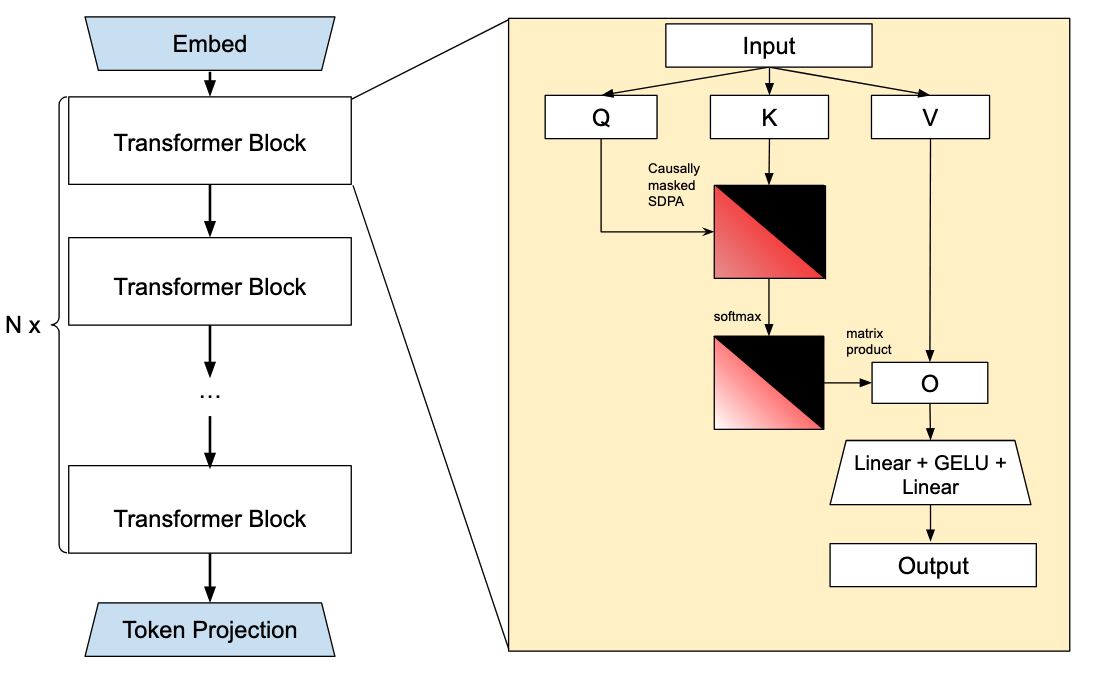 Embed
Transformer Block
Transformer Block
...
Transformer Block
Token Projection
N x
Input
Q
K
V
Causally
masked
SDPA
softmax
matrix
product
O
Linear + GELU +
Linear
Output